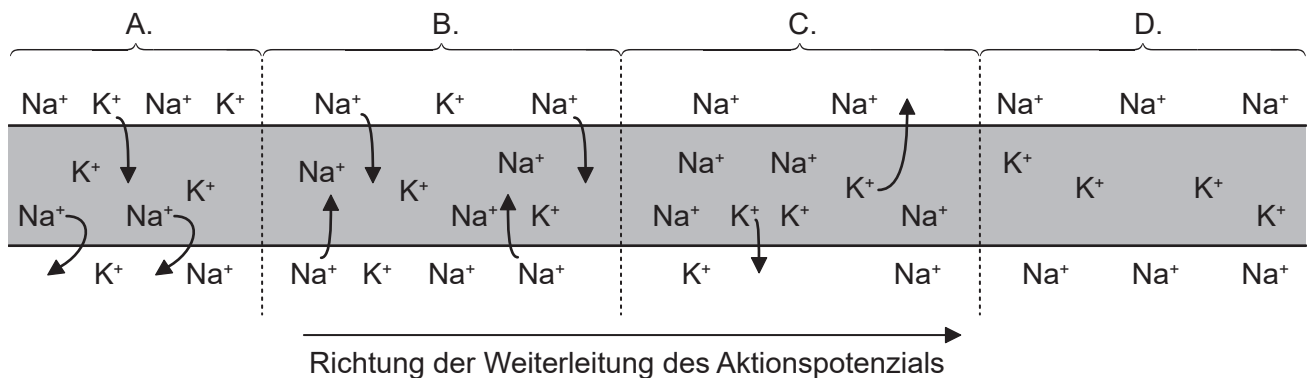 A. B. C. D.
Na⁺ K⁺ Na⁺ K⁺ Na⁺ K⁺ Na⁺ Na⁺ Na⁺ Na⁺ Na⁺ Na⁺
K⁺ Na⁺ Na⁺ Na⁺ Na⁺ K⁺
K⁺ K⁺ K⁺ K⁺ K⁺
Na⁺ Na⁺ Na⁺ K⁺ Na⁺ K⁺ K⁺ Na⁺ K⁺
K⁺ Na⁺ Na⁺ K⁺ Na⁺ Na⁺ K⁺ Na⁺ Na⁺ Na⁺ Na⁺
Richtung der Weiterleitung des Aktionspotenzials